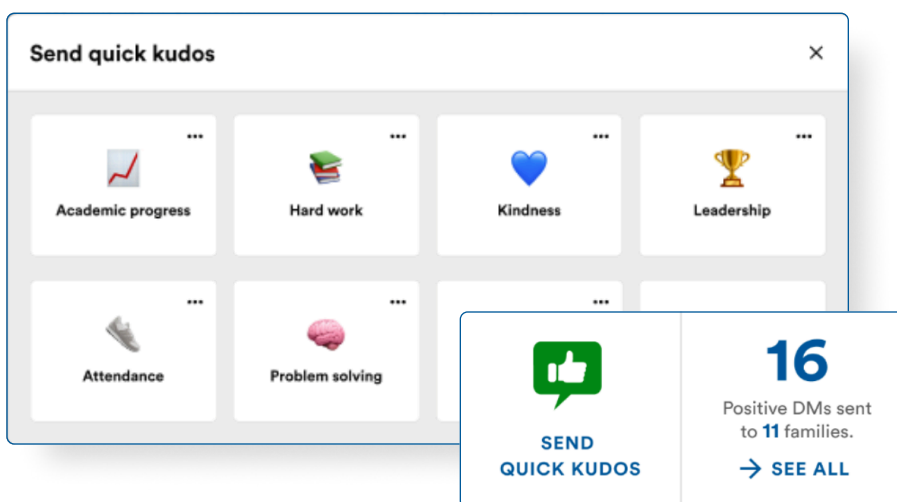 Send quick kudos
Academic progress
Hard work
Kindness
Leadership
Attendance
Problem solving
SEND
QUICK KUDOS
16
Positive DMs sent
to 11 families.
→ SEE ALL